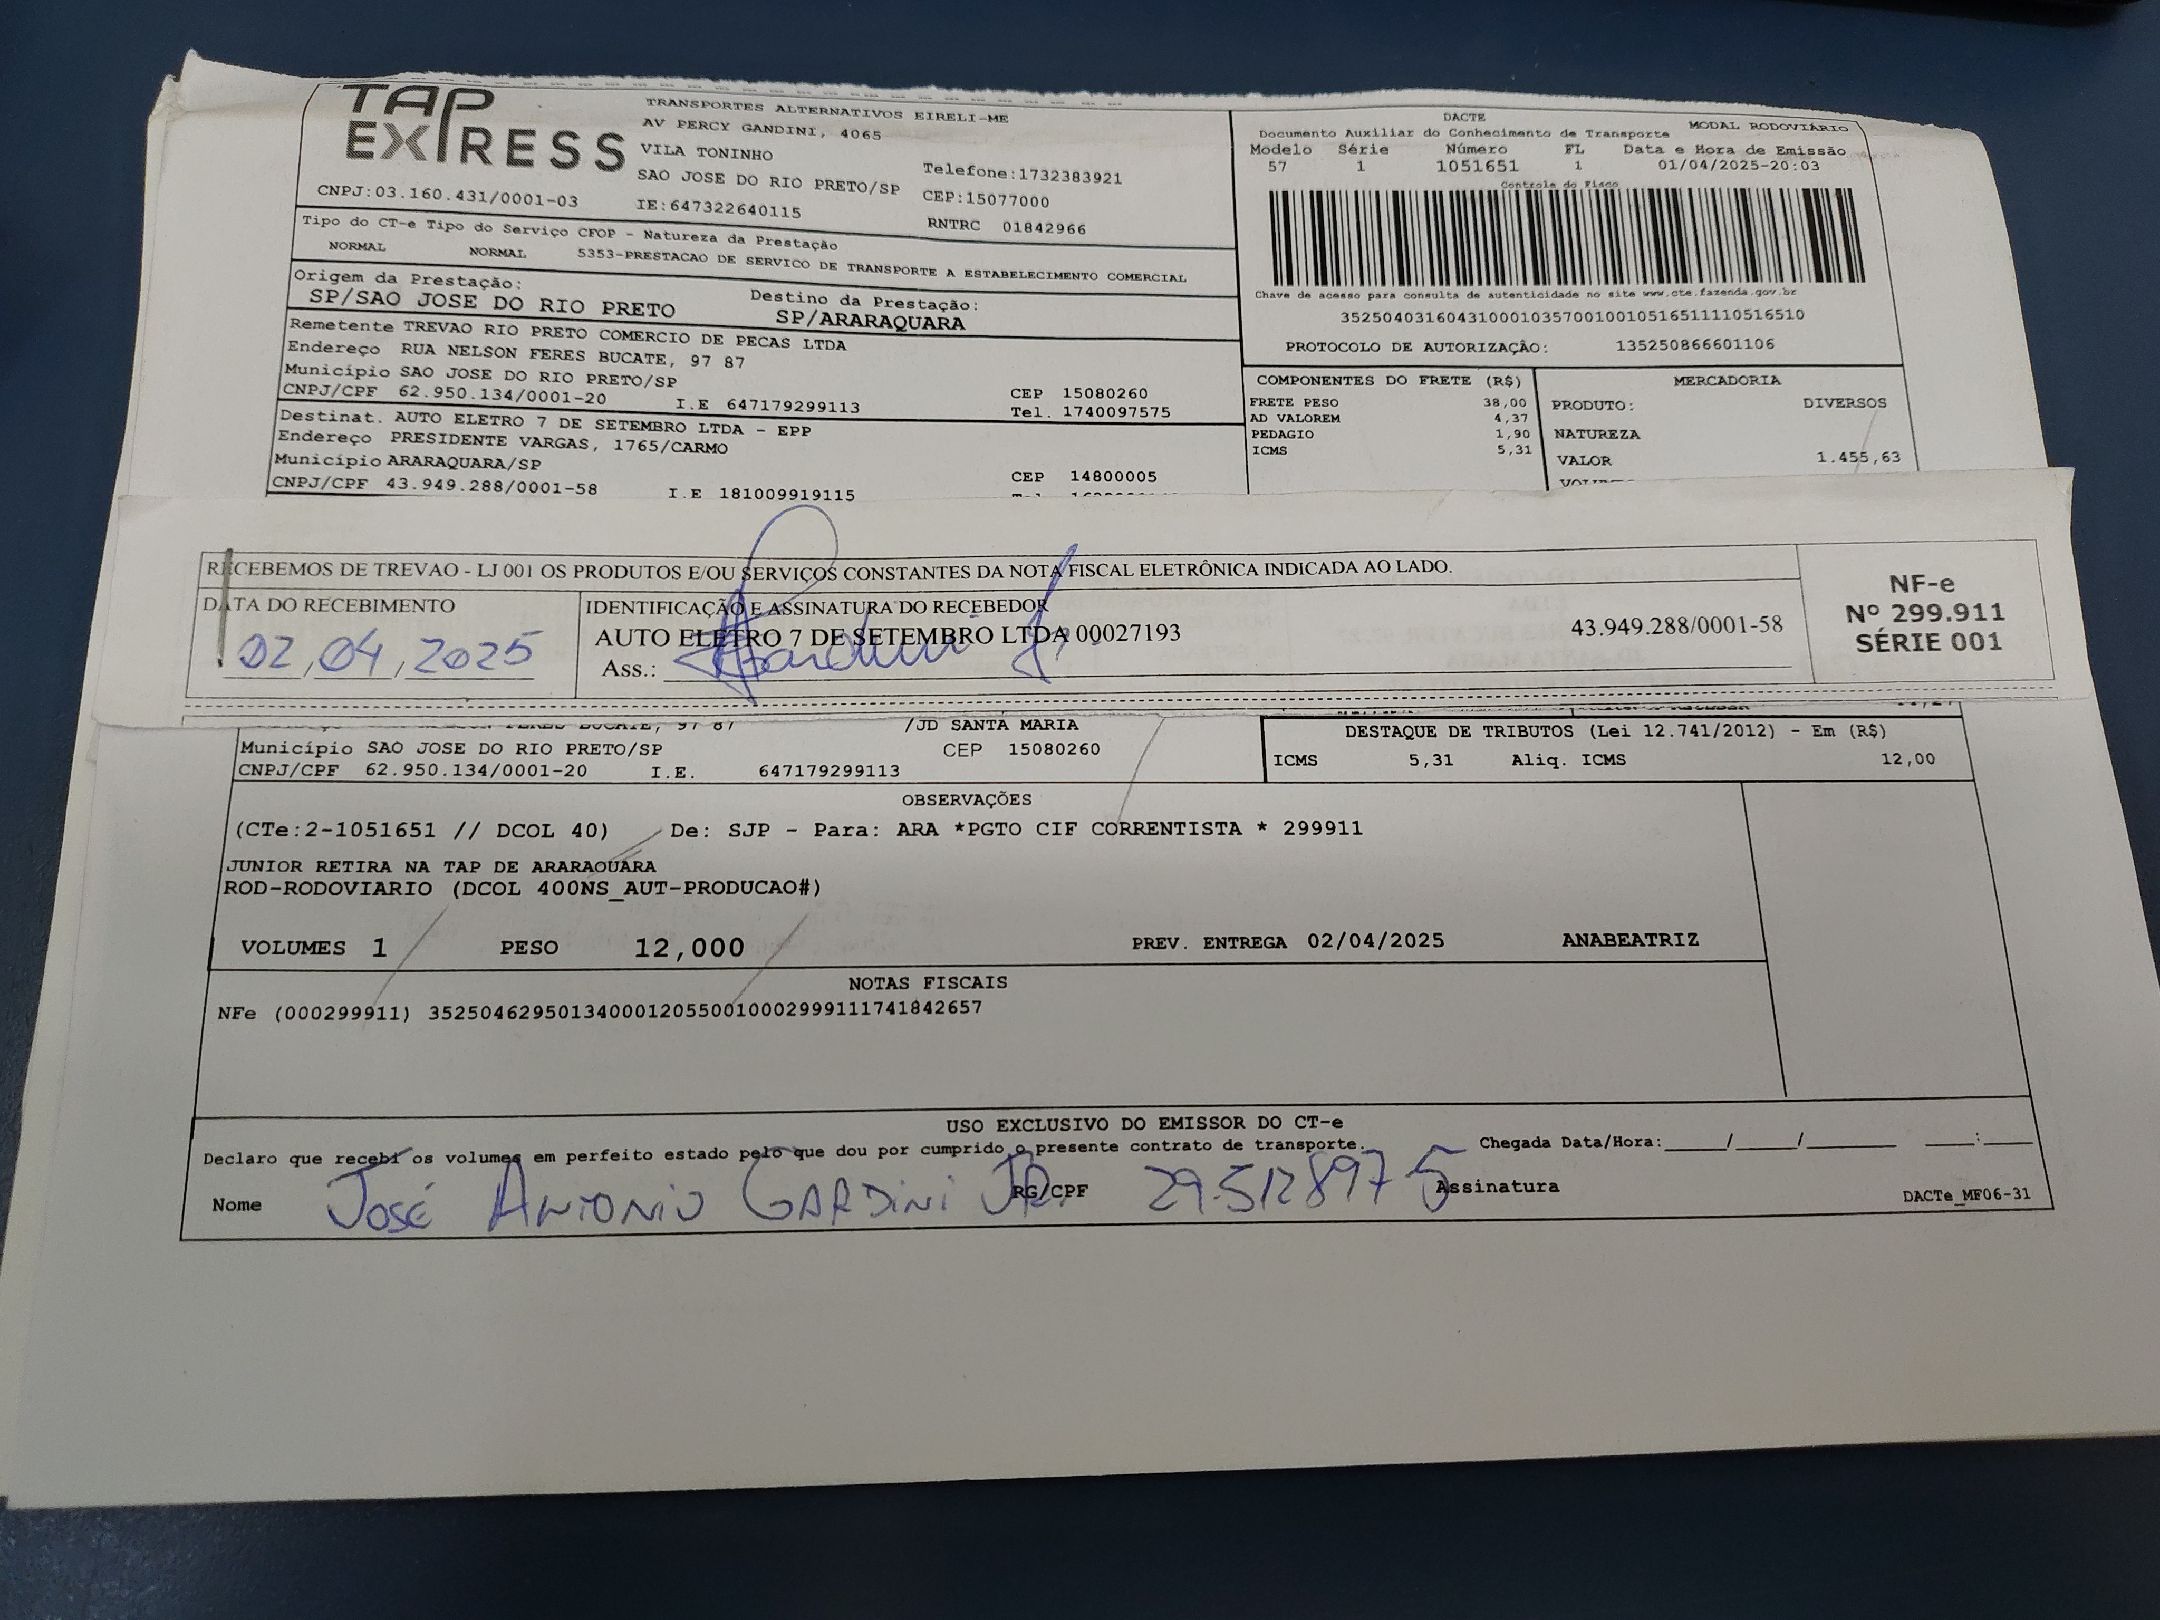 TAP EXPRESS
TRANSPORTES ALTERNATIVOS EIRELI-ME
AV PERCY GANDINI, 4065
VILA TONINHO
SAO JOSE DO RIO PRETO/SP
Telefone:1732383921
CEP:15077000
CNPJ:03.160.431/0001-03 IE:647322640115 RNTRC 01842966
Tipo do CT-e Tipo do Serviço CFOP - Natureza da Prestação
NORMAL NORMAL 5353-PRESTACAO DE SERVICO DE TRANSPORTE A ESTABELECIMENTO COMERCIAL
Origem da Prestação: Destino da Prestação:
SP/SAO JOSE DO RIO PRETO SP/ARARAQUARA
Remetente TREVAO RIO PRETO COMERCIO DE PECAS LTDA
Endereço RUA NELSON FERES BUCATE, 97 87
Município SAO JOSE DO RIO PRETO/SP CEP 15080260
CNPJ/CPF 62.950.134/0001-20 I.E 647179299113 Tel. 1740097575
Destinat. AUTO ELETRO 7 DE SETEMBRO LTDA - EPP
Endereço PRESIDENTE VARGAS, 1765/CARMO
Município ARARAQUARA/SP CEP 14800005
CNPJ/CPF 43.949.288/0001-58 I.E 181009919115
DACTE
Documento Auxiliar do Conhecimento de Transporte MODAL RODOVIÁRIO
Modelo Série Número FL Data e Hora de Emissão
57 1 1051651 1 01/04/2025-20:03
Controle do Fisco
Chave de acesso para consulta de autenticidade no site www.cte.fazenda.gov.br
35250403160431000103570010010516511110516510
PROTOCOLO DE AUTORIZAÇÃO: 135250866601106
COMPONENTES DO FRETE (R$) MERCADORIA
FRETE PESO 38,00 PRODUTO: DIVERSOS
AD VALOREM 4,37
PEDAGIO 1,90 NATUREZA
ICMS 5,31 VALOR 1.455,63
RECEBEMOS DE TREVAO - LJ 001 OS PRODUTOS E/OU SERVIÇOS CONSTANTES DA NOTA FISCAL ELETRÔNICA INDICADA AO LADO.
DATA DO RECEBIMENTO IDENTIFICAÇÃO E ASSINATURA DO RECEBEDOR
AUTO ELETRO 7 DE SETEMBRO LTDA 00027193 43.949.288/0001-58
02,04,2025 Ass.:
NF-e
Nº 299.911
SÉRIE 001
FERES BUCATE, 97 87 /JD SANTA MARIA
Município SAO JOSE DO RIO PRETO/SP CEP 15080260
CNPJ/CPF 62.950.134/0001-20 I.E. 647179299113
DESTAQUE DE TRIBUTOS (Lei 12.741/2012) - Em (R$)
ICMS 5,31 Aliq. ICMS 12,00
OBSERVAÇÕES
(CTe:2-1051651 // DCOL 40) De: SJP - Para: ARA *PGTO CIF CORRENTISTA * 299911
JUNIOR RETIRA NA TAP DE ARARAQUARA
ROD-RODOVIARIO (DCOL 400NS_AUT-PRODUCAO#)
VOLUMES 1 PESO 12,000 PREV. ENTREGA 02/04/2025 ANABEATRIZ
NOTAS FISCAIS
NFe (000299911) 35250462950134000120550010002999111741842657
USO EXCLUSIVO DO EMISSOR DO CT-e
Declaro que recebi os volumes em perfeito estado pelo que dou por cumprido o presente contrato de transporte. Chegada Data/Hora:____/____/________ ____:____
Nome José Antonio Gardini Jr. RG/CPF 29.512897 5 Assinatura
DACTe_MF06-31